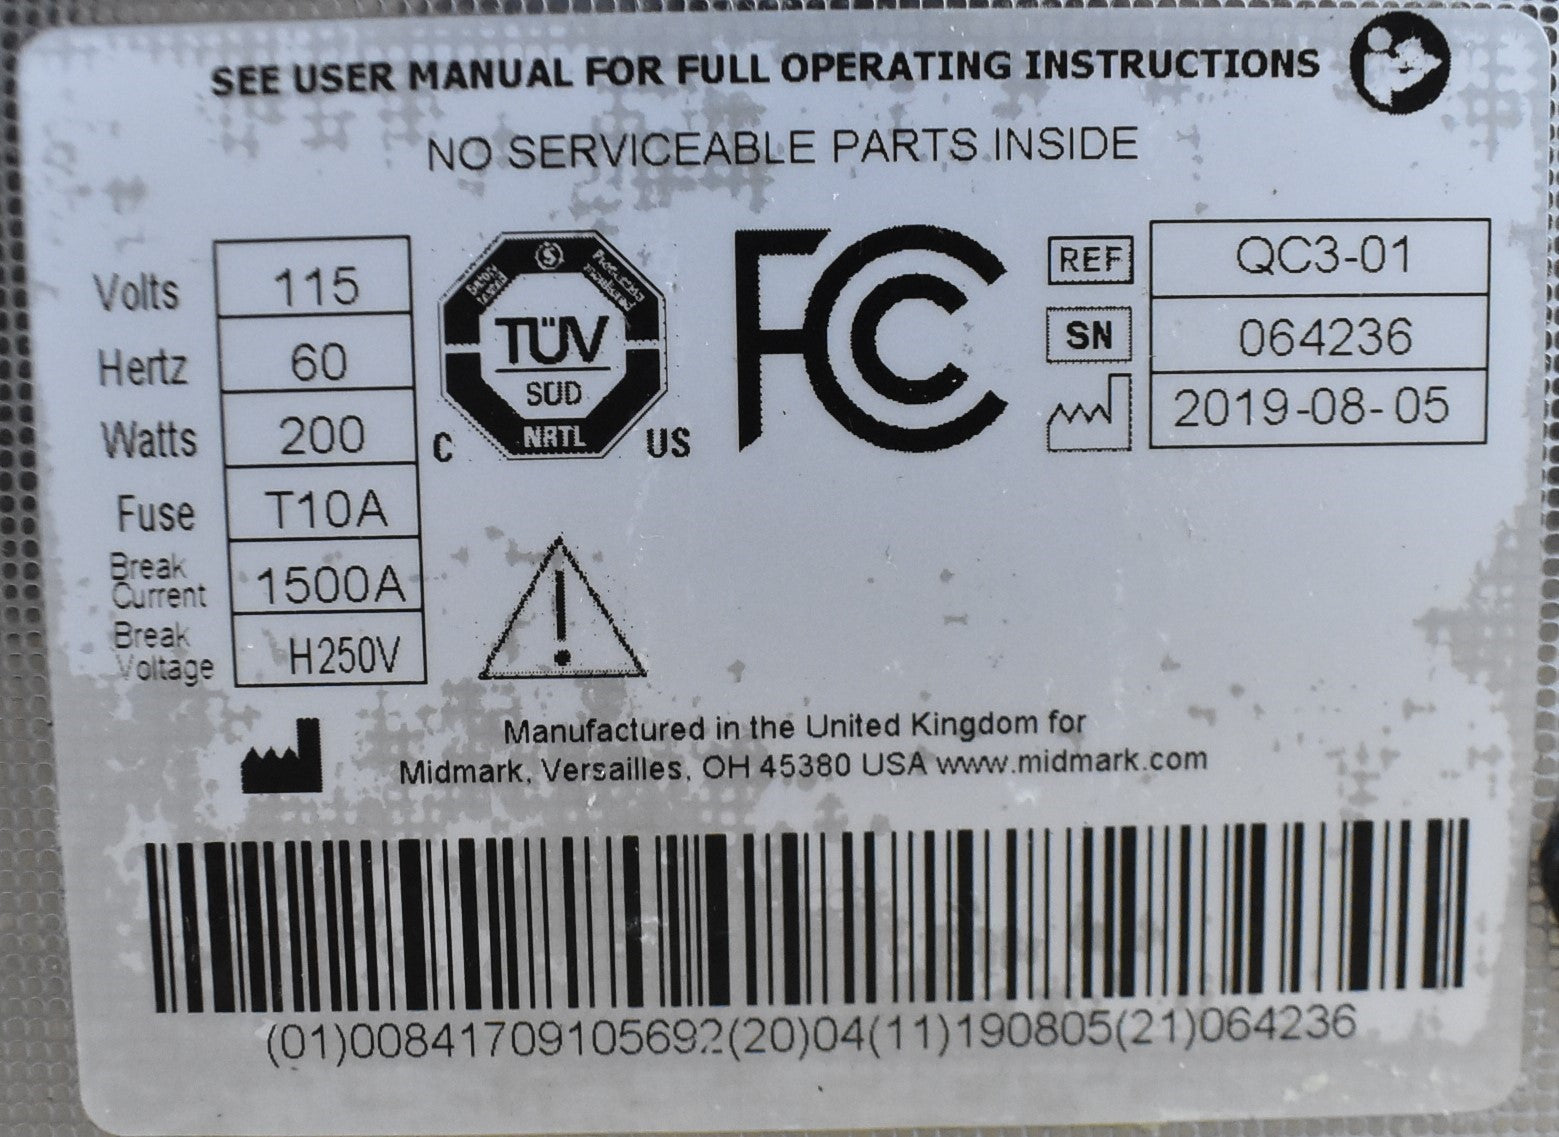 SEE USER MANUAL FOR FULL OPERATING INSTRUCTIONS
NO SERVICEABLE PARTS INSIDE
Volts 115
Hertz 60
Watts 200
Fuse T10A
Break Current 1500A
Break Voltage H250V
TÜV
SÜD
NRTL
C US
FC
REF QC3-01
SN 064236
2019-08-05
Manufactured in the United Kingdom for
Midmark, Versailles, OH 45380 USA www.midmark.com
(01)00841709105692(20)04(11)190805(21)064236